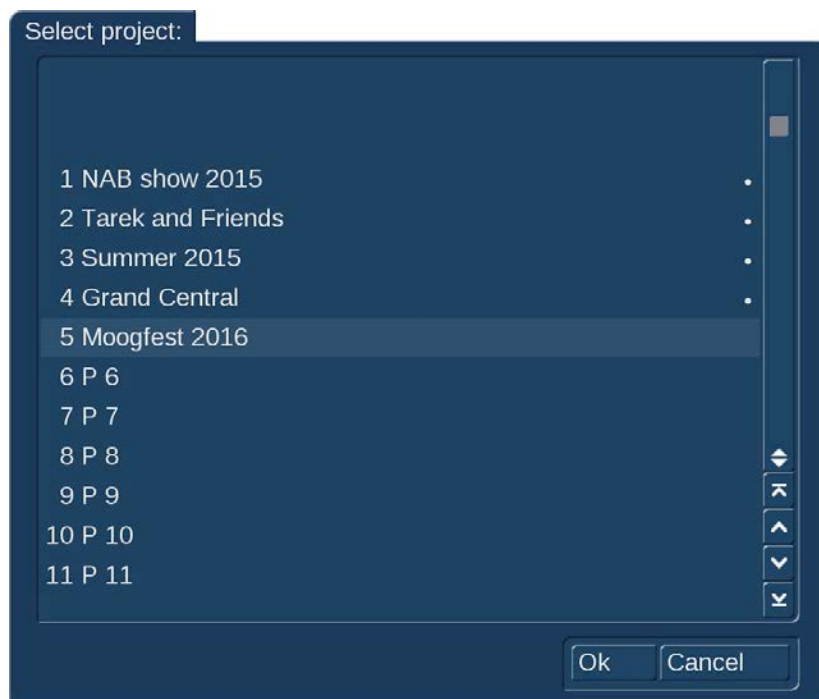 Select project:
1 NAB show 2015
2 Tarek and Friends
3 Summer 2015
4 Grand Central
5 Moogfest 2016
6 P 6
7 P 7
8 P 8
9 P 9
10 P 10
11 P 11
Ok Cancel